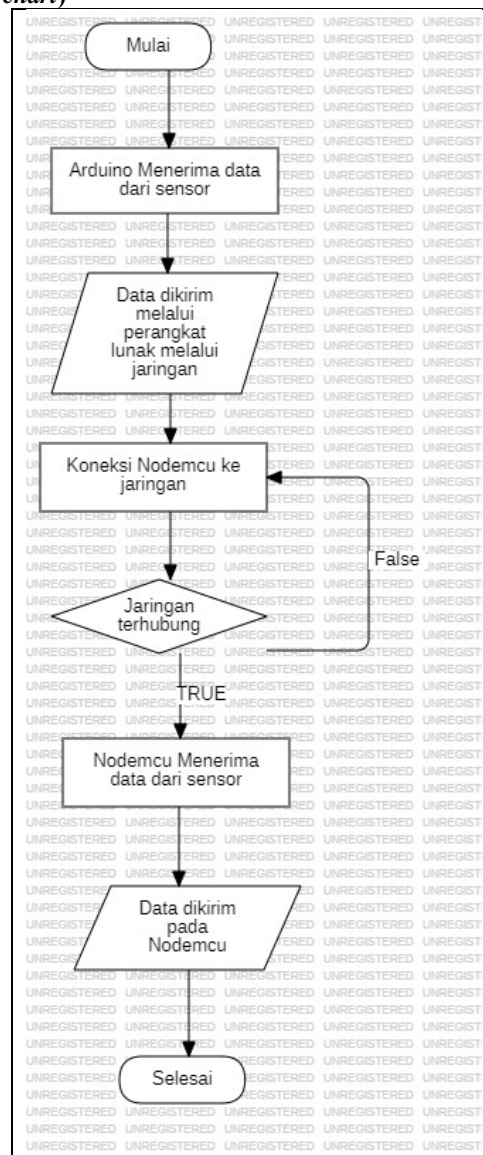 chart)
Mulai
Arduino Menerima data
dari sensor
Data dikirim
melalui
perangkat
lunak melalui
jaringan
Koneksi Nodemcu ke
jaringan
False
Jaringan
terhubung
TRUE
Nodemcu Menerima
data dari sensor
Data dikirim
pada
Nodemcu
Selesai